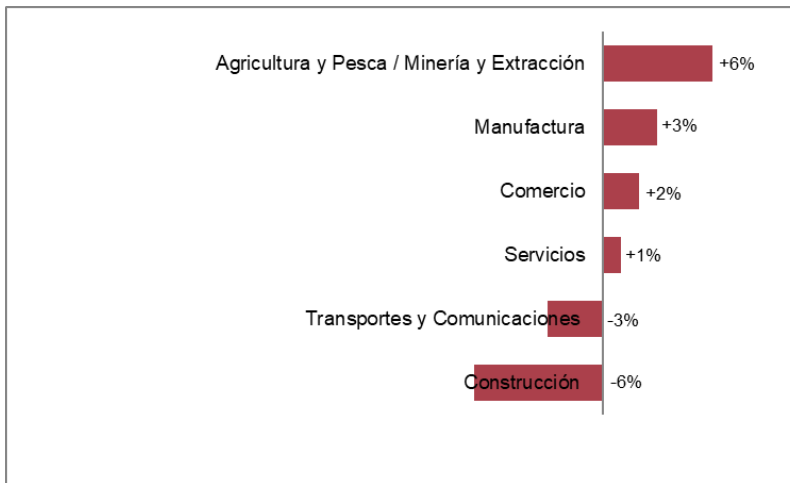 Agricultura y Pesca / Minería y Extracción +6%
Manufactura +3%
Comercio +2%
Servicios +1%
Transportes y Comunicaciones -3%
Construcción -6%